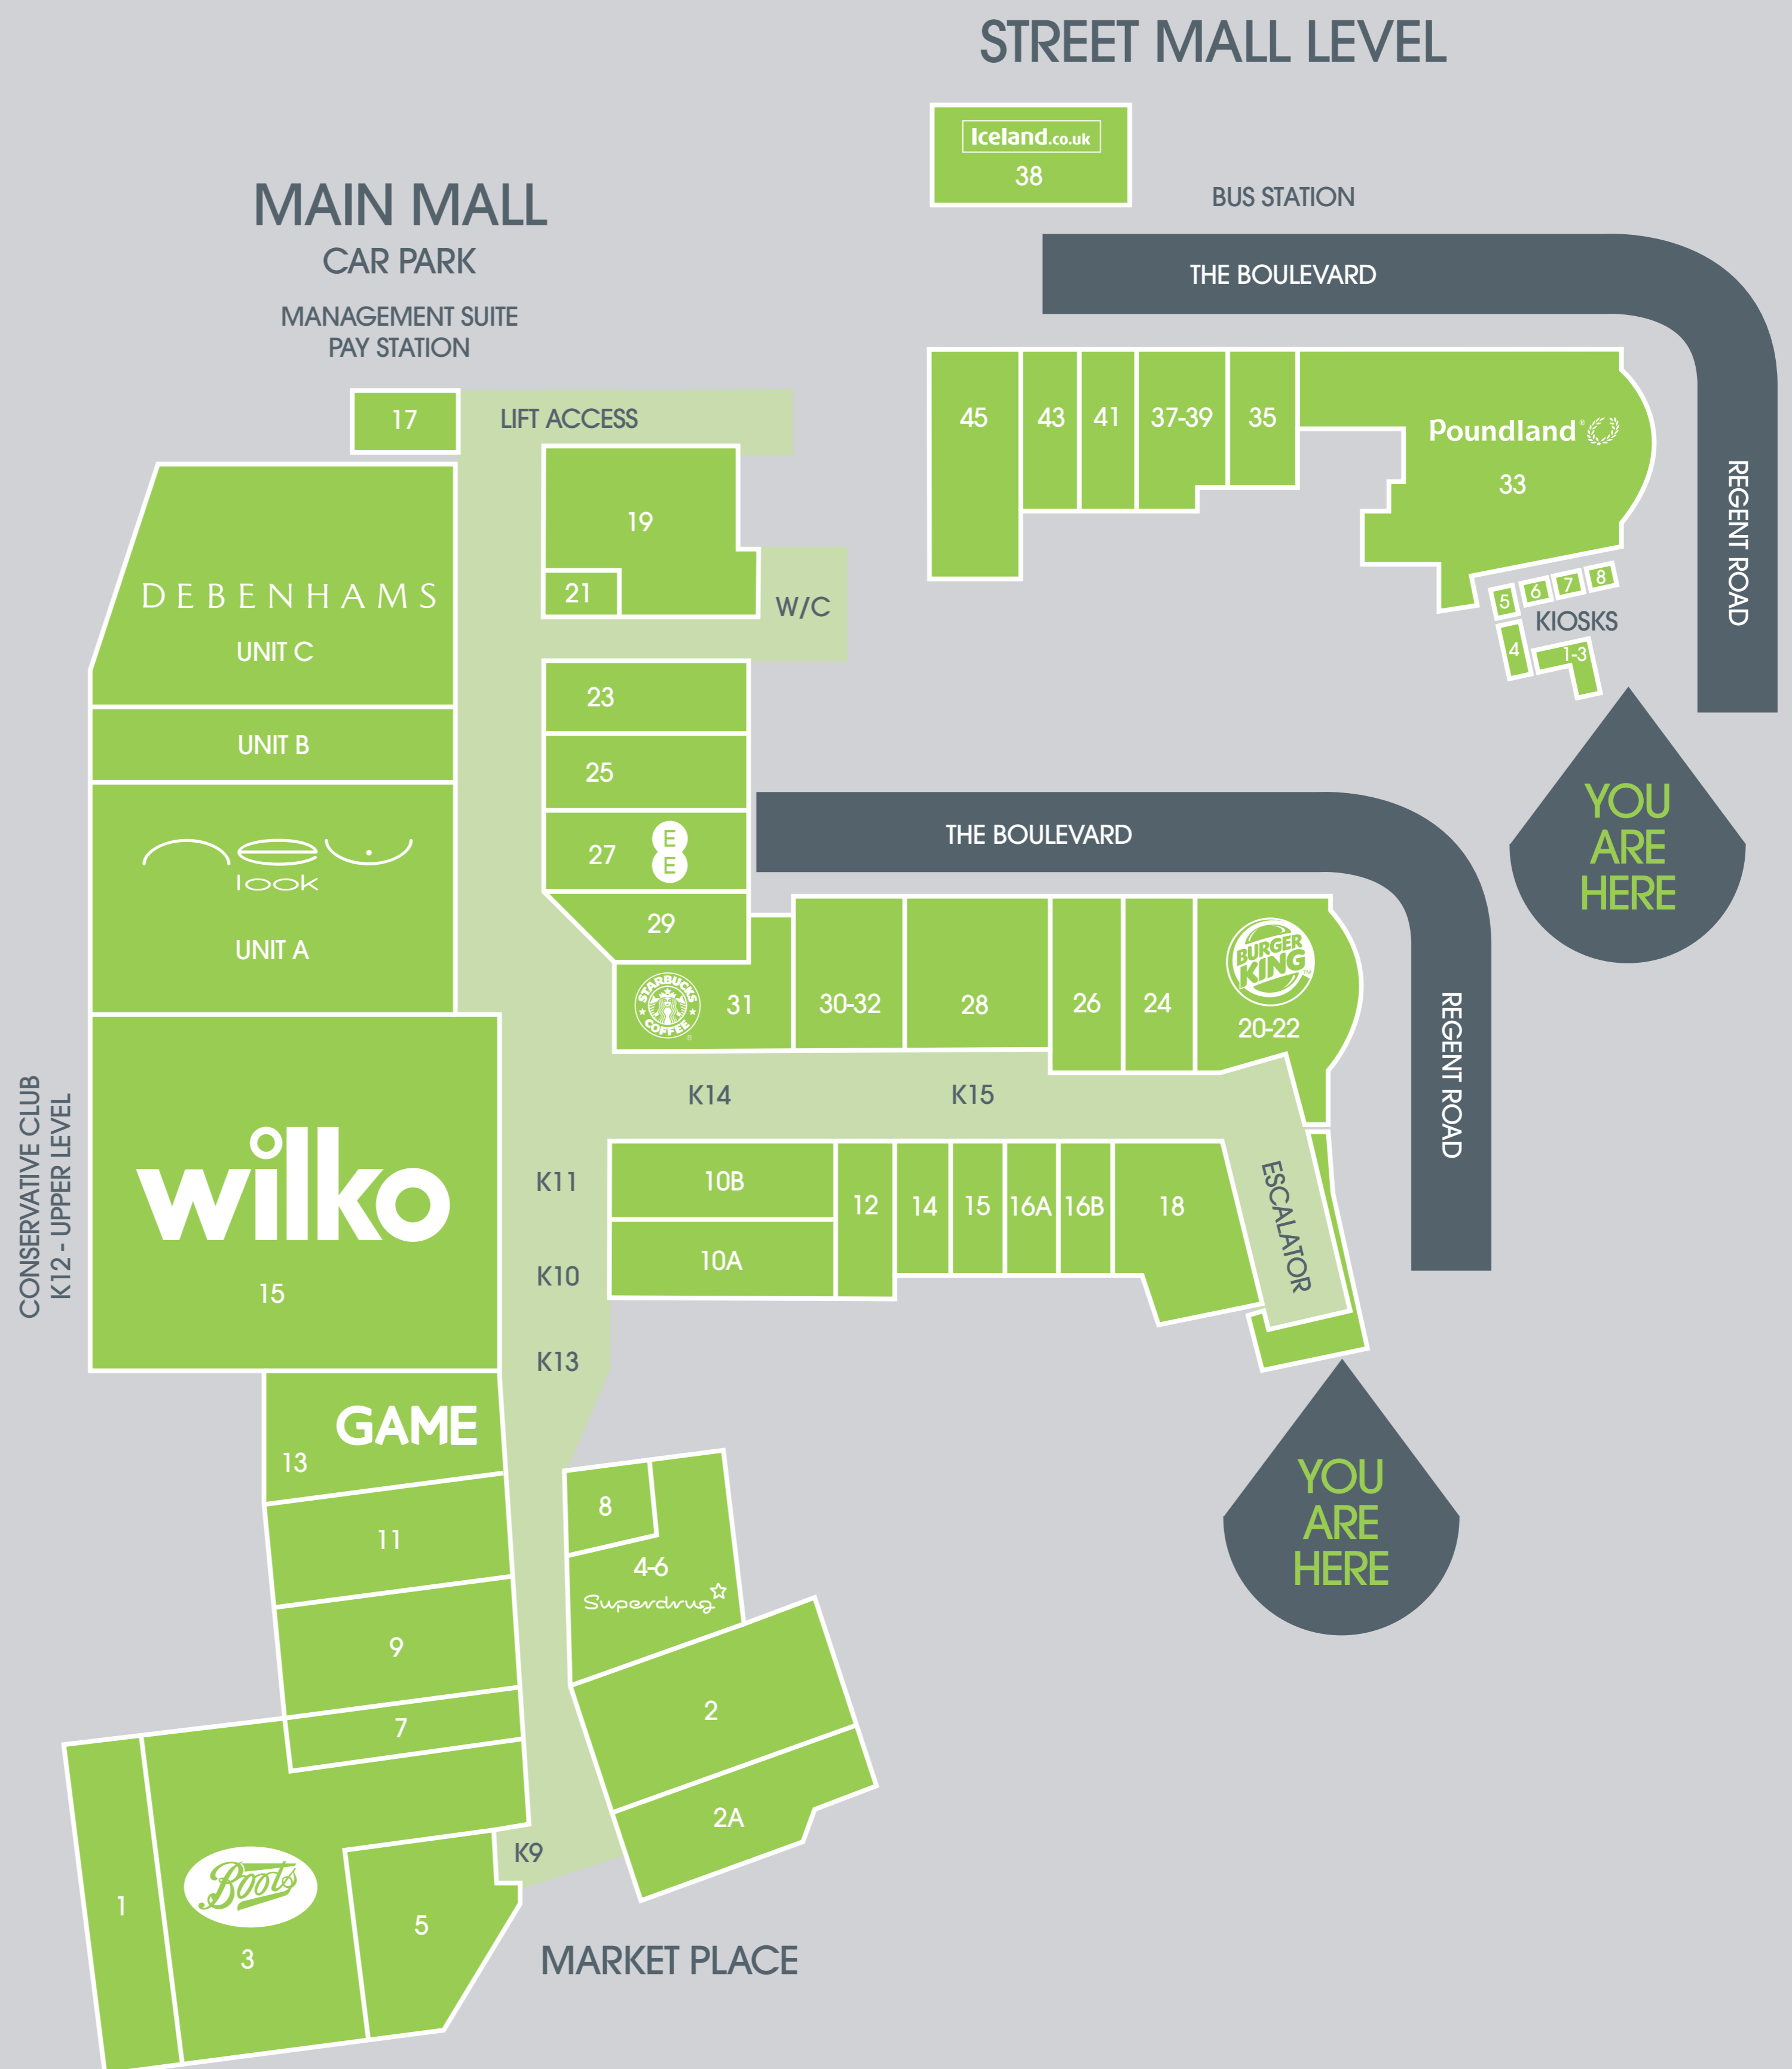 STREET MALL LEVEL
Iceland.co.uk
38
BUS STATION
THE BOULEVARD
REGENT ROAD
45
43
41
37-39
35
Poundland®
33
5
6
7
8
KIOSKS
4
1-3
YOU
ARE
HERE
MAIN MALL
CAR PARK
MANAGEMENT SUITE
PAY STATION
17
LIFT ACCESS
19
21
W/C
DEBENHAMS
UNIT C
UNIT B
look
UNIT A
23
25
27
E
E
29
STARBUCKS
COFFEE
®
31
THE BOULEVARD
REGENT ROAD
30-32
28
26
24
BURGER
KING
TM
20-22
K14
K15
CONSERVATIVE CLUB
K12 - UPPER LEVEL
wilko
15
K11
K10
K13
10B
10A
12
14
15
16A
16B
18
ESCALATOR
YOU
ARE
HERE
GAME
13
11
9
7
8
4-6
Superdrug
2
2A
K9
1
Boots
3
5
MARKET PLACE